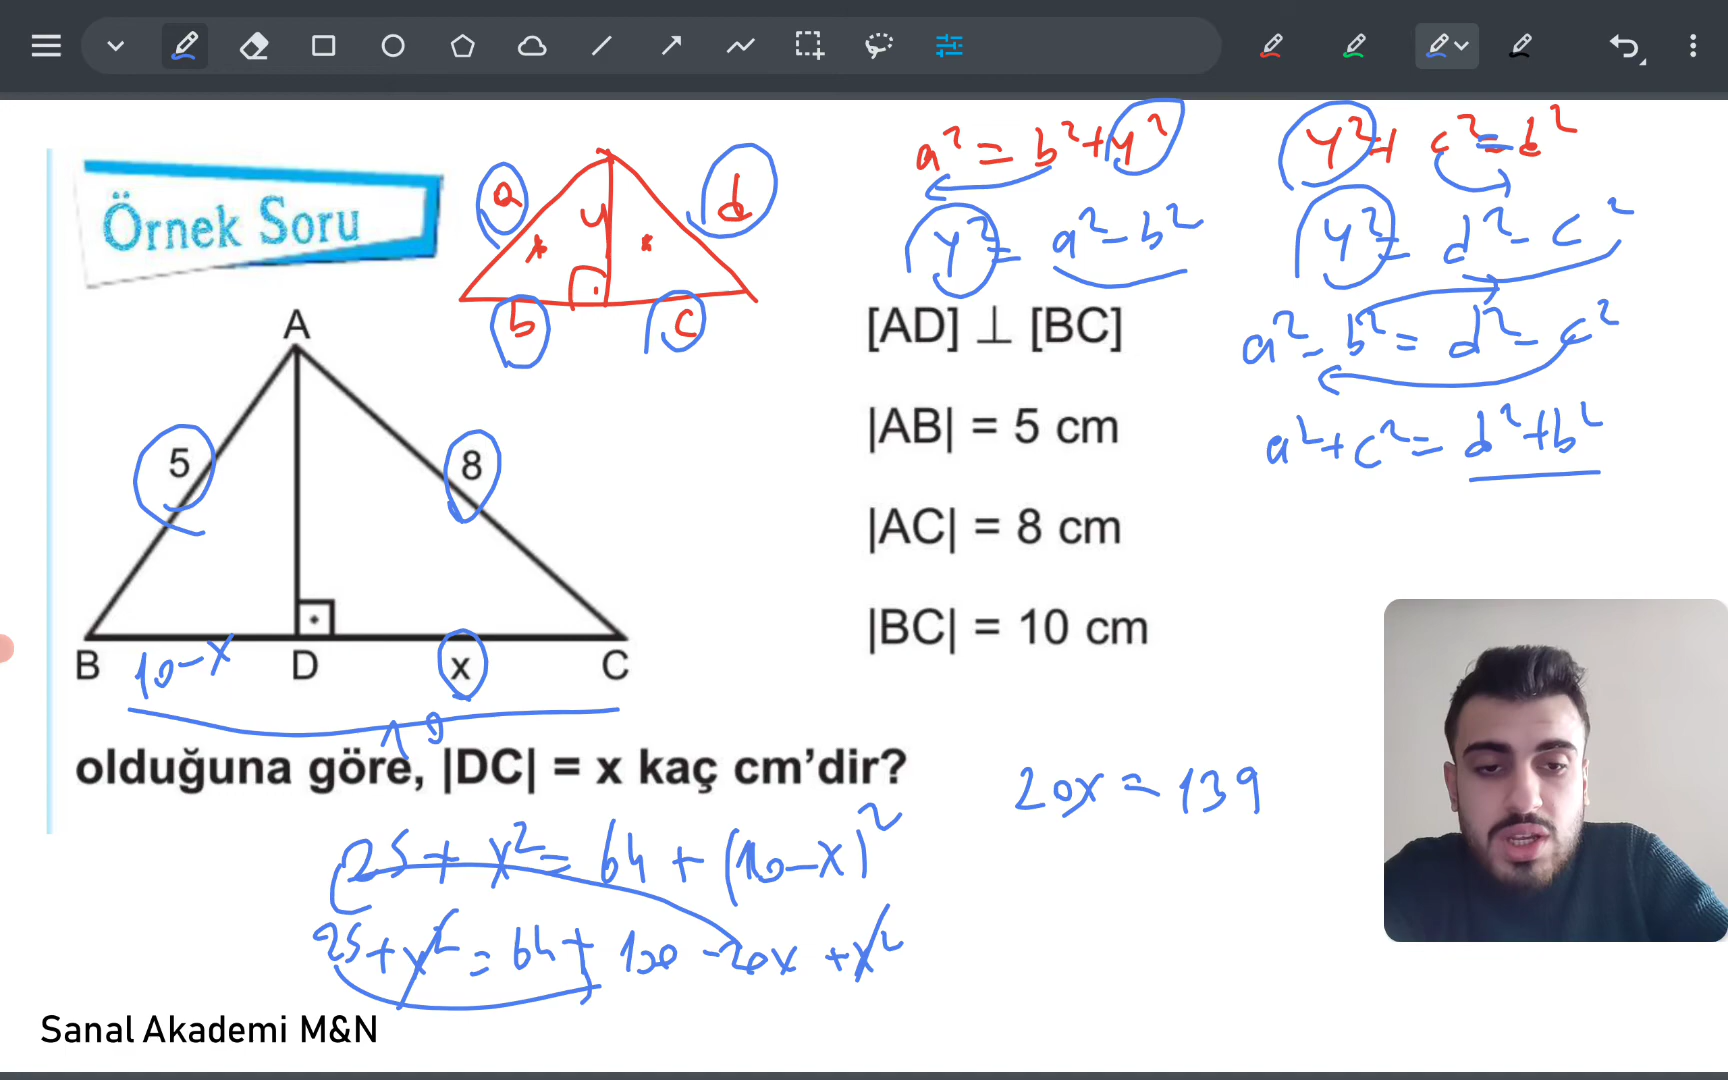 Örnek Soru
a
y
d
b
c
a² = b² + y²
y² = a² - b²
y² + c² = d²
y² = d² - c²
a² - b² = d² - c²
a² + c² = d² + b²
A
5
8
B
10-x
D
x
C
10
[AD] ⊥ [BC]
|AB| = 5 cm
|AC| = 8 cm
|BC| = 10 cm
olduğuna göre, |DC| = x kaç cm'dir?
25 + x² = 64 + (10-x)²
25 + x² = 64 + 100 - 20x + x²
20x = 139
Sanal Akademi M&N